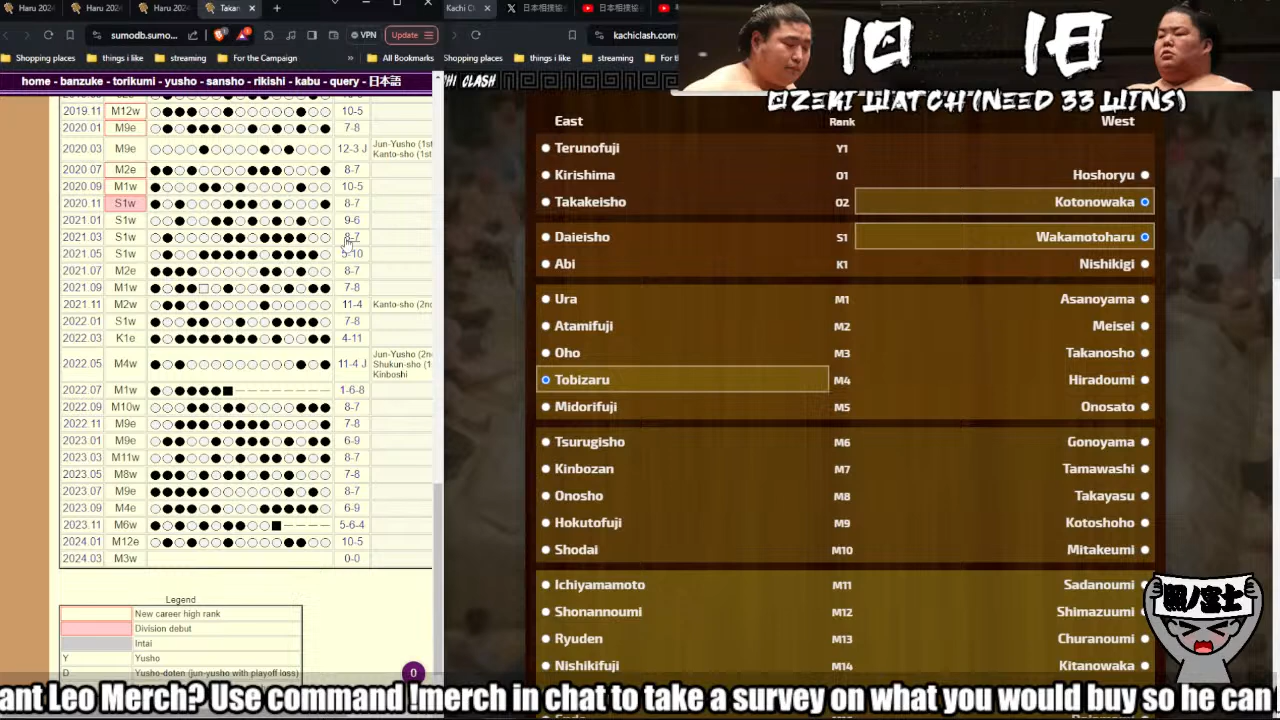 Haru 2024
Haru 2024
Haru 202
Takan
Kachi Cl
日本相撲協
日本相撲協
sumodb.sumo...
VPN
Update
kachiclash.com
Shopping places
things i like
streaming
For the Campaign
All Bookmarks
Shopping places
things i like
streaming
home - banzuke - torikumi - yusho - sansho - rikishi - kabu - query - 日本語
CHI CLASH
旧 旧
OZEKI WATCH(NEED 33 WINS)
2019.11 M12w 10-5
2020.01 M9e 7-8
2020.03 M9e 12-3 J Jun-Yusho (1st
Kanto-sho (1st
2020.07 M2e 8-7
2020.09 M1w 10-5
2020.11 S1w 8-7
2021.01 S1w 9-6
2021.03 S1w 8-7
2021.05 S1w 5-10
2021.07 M2e 8-7
2021.09 M1w 7-8
2021.11 M2w 11-4 Kanto-sho (2nd
2022.01 S1w 7-8
2022.03 K1e 4-11
2022.05 M4w 11-4 J Jun-Yusho (2nd
Shukun-sho (1
Kinboshi
2022.07 M1w 1-6-8
2022.09 M10w 8-7
2022.11 M9e 7-8
2023.01 M9e 6-9
2023.03 M11w 7-8
2023.05 M8w 7-8
2023.07 M9e 8-7
2023.09 M4e 6-9
2023.11 M6w 5-6-4
2024.01 M12e 10-5
2024.03 M3w 0-0
Legend
New career high rank
Division debut
Intai
Y Yusho
D Yusho-doten (jun-yusho with playoff loss)
0
East Rank West
Terunofuji Y1
Kirishima O1 Hoshoryu
Takakeisho O2 Kotonowaka
Daieisho S1 Wakamotoharu
Abi K1 Nishikigi
Ura M1 Asanoyama
Atamifuji M2 Meisei
Oho M3 Takanosho
Tobizaru M4 Hiradoumi
Midorifuji M5 Onosato
Tsurugisho M6 Gonoyama
Kinbozan M7 Tamawashi
Onosho M8 Takayasu
Hokutofuji M9 Kotoshoho
Shodai M10 Mitakeumi
Ichiyamamoto M11 Sadanoumi
Shonannoumi M12 Shimazuumi
Ryuden M13 Churanoumi
Nishikifuji M14 Kitanowaka
照ノ富士
ant Leo Merch? Use command !merch in chat to take a survey on what you would buy so he can